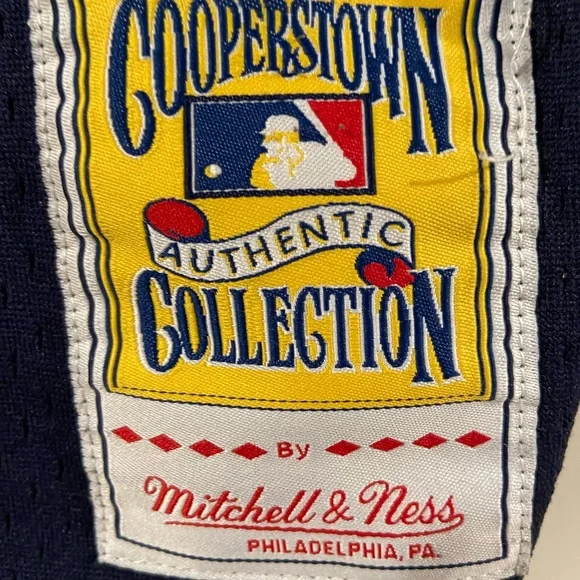 COOPERSTOWN
AUTHENTIC
COLLECTION
By
Mitchell & Ness
PHILADELPHIA, PA.